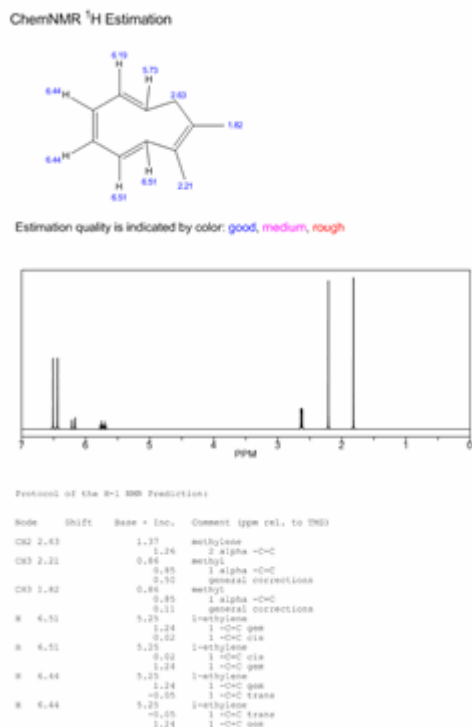 ChemNMR ¹H Estimation
6.19
H
5.73
H
6.44
H
2.63
1.82
6.44
H
H
H
6.51
6.51
2.21
Estimation quality is indicated by color: good, medium, rough
7 6 5 4 3 2 1 0
PPM
Protocol of the H-1 NMR Prediction:
Node Shift Base + Inc. Comment (ppm rel. to TMS)
CH2 2.63 1.37 methylene
1.26 2 alpha -C=C
CH3 2.21 0.86 methyl
0.85 1 alpha -C=C
0.50 general corrections
CH3 1.82 0.86 methyl
0.85 1 alpha -C=C
0.11 general corrections
H 6.51 5.25 1-ethylene
1.24 1 -C=C gem
0.02 1 -C=C cis
H 6.51 5.25 1-ethylene
0.02 1 -C=C cis
1.24 1 -C=C gem
H 6.44 5.25 1-ethylene
1.24 1 -C=C gem
-0.05 1 -C=C trans
H 6.44 5.25 1-ethylene
-0.05 1 -C=C trans
1.24 1 -C=C gem